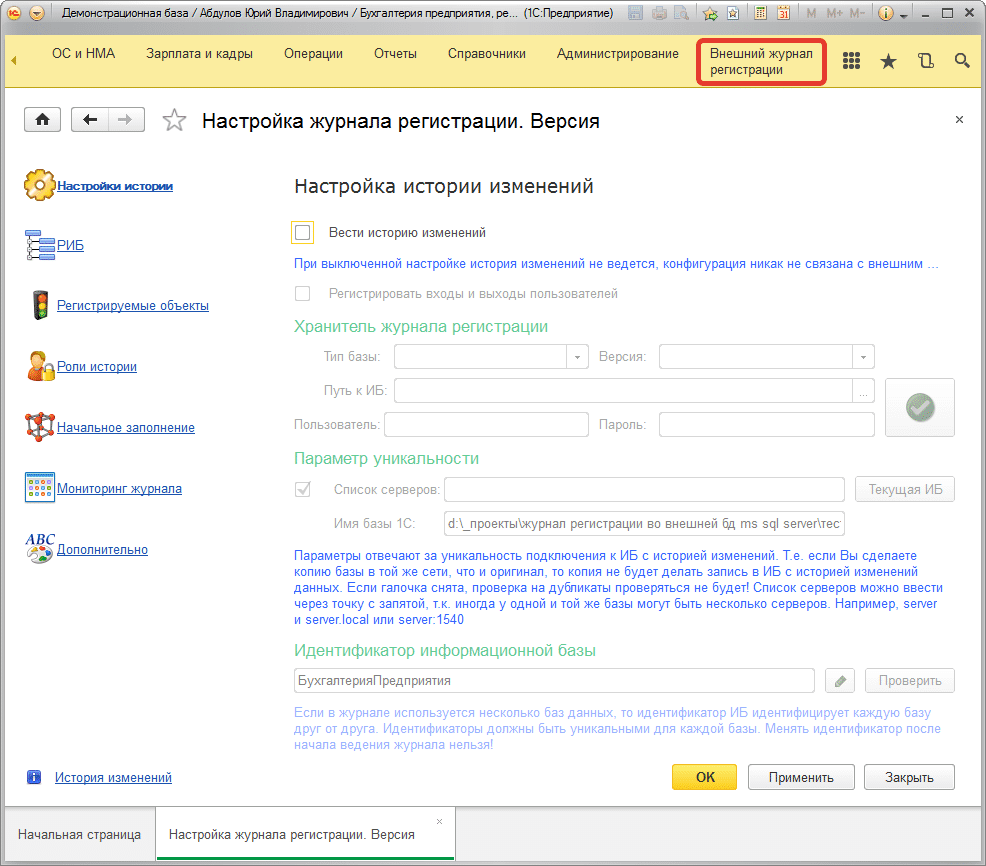 Демонстрационная база / Абдулов Юрий Владимирович / Бухгалтерия предприятия, ре... (1С:Предприятие)
M M+ M-
ОС и НМА Зарплата и кадры Операции Отчеты Справочники Администрирование Внешний журнал
регистрации
Настройка журнала регистрации. Версия
Настройки истории
РИБ
Регистрируемые объекты
Роли истории
Начальное заполнение
Мониторинг журнала
ABC
Дополнительно
История изменений
Настройка истории изменений
Вести историю изменений
При выключенной настройке история изменений не ведется, конфигурация никак не связана с внешним ...
Регистрировать входы и выходы пользователей
Хранитель журнала регистрации
Тип базы: Версия:
Путь к ИБ: ...
Пользователь: Пароль:
Параметр уникальности
Список серверов: Текущая ИБ
Имя базы 1С: d:\_проекты\журнал регистрации во внешней бд ms sql server\тес
Параметры отвечают за уникальность подключения к ИБ с историей изменений. Т.е. если Вы сделаете
копию базы в той же сети, что и оригинал, то копия не будет делать запись в ИБ с историей изменений
данных. Если галочка снята, проверка на дубликаты проверяться не будет! Список серверов можно ввести
через точку с запятой, т.к. иногда у одной и той же базы могут быть несколько серверов. Например, server
и server.local или server:1540
Идентификатор информационной базы
БухгалтерияПредприятия Проверить
Если в журнале используется несколько баз данных, то идентификатор ИБ идентифицирует каждую базу
друг от друга. Идентификаторы должны быть уникальными для каждой базы. Менять идентификатор после
начала ведения журнала нельзя!
ОК Применить Закрыть
Начальная страница Настройка журнала регистрации. Версия